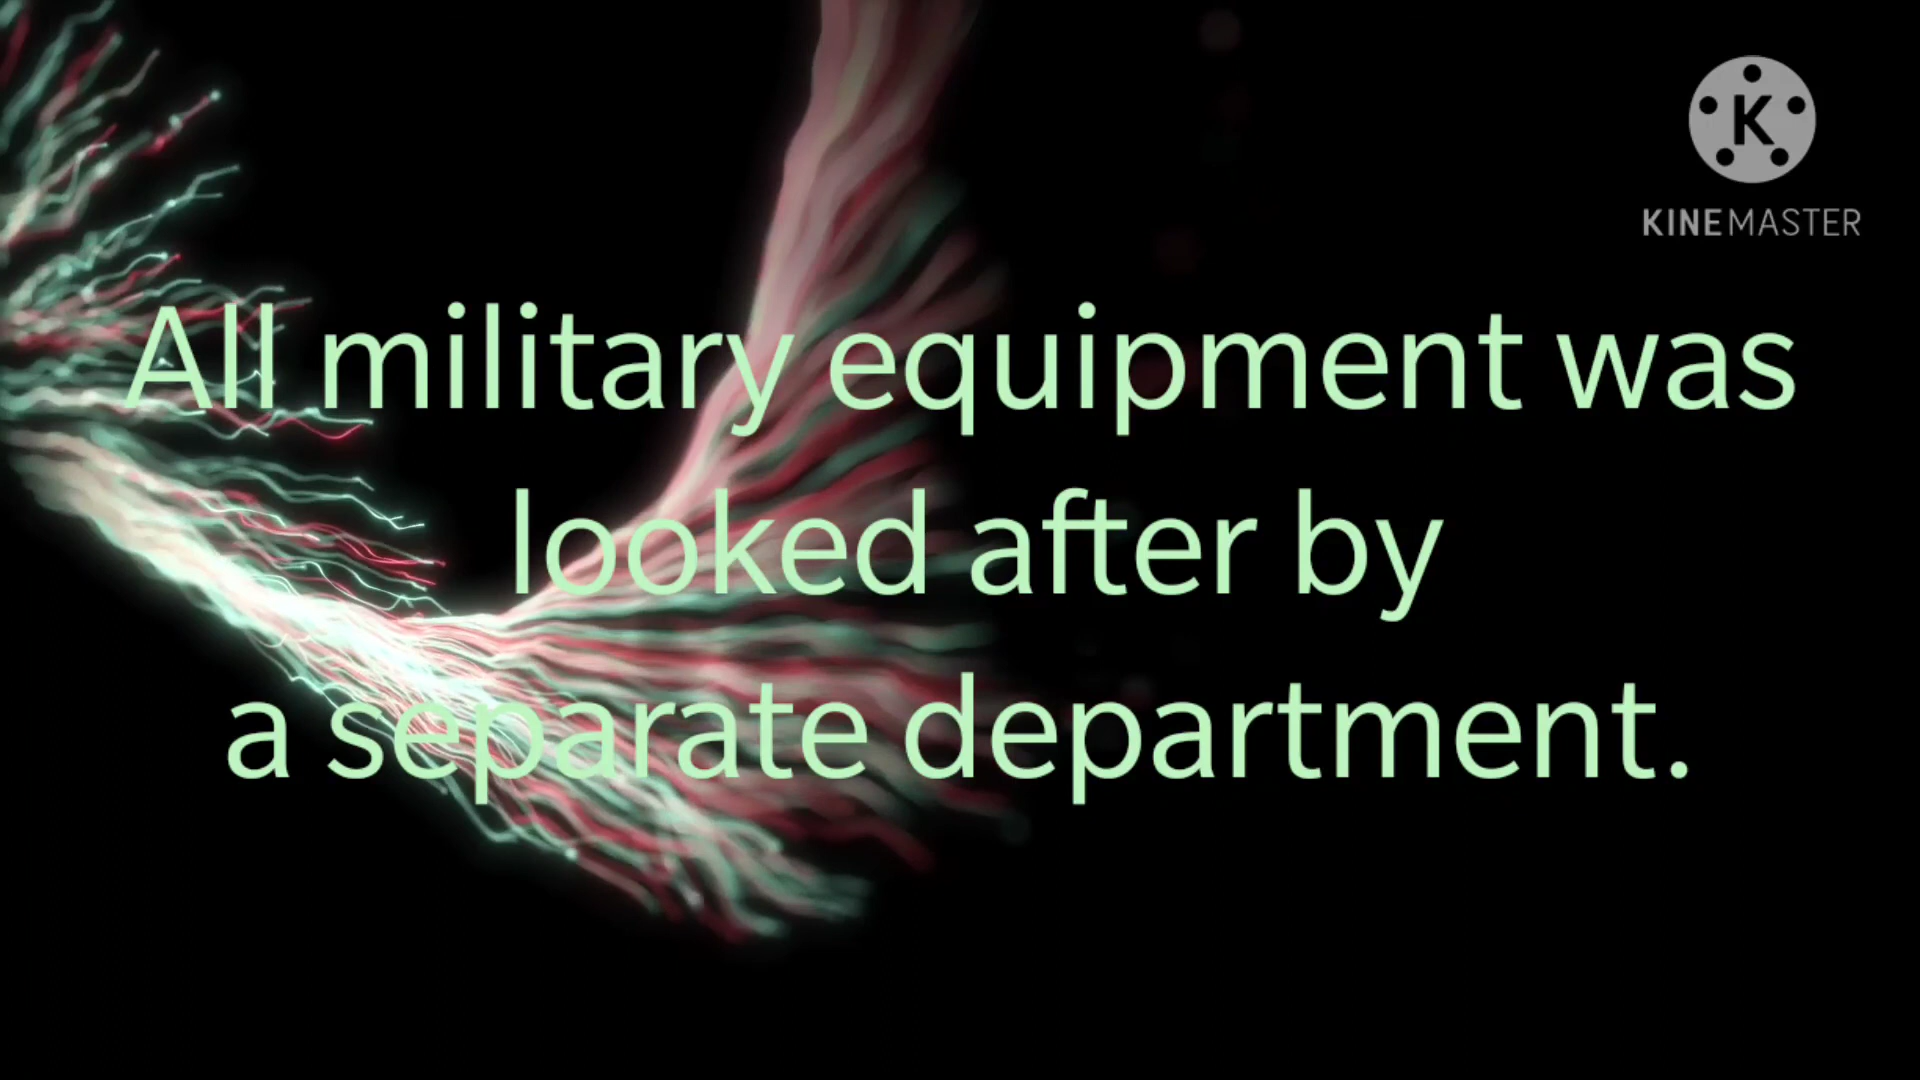 K
KINEMASTER
All military equipment was
looked after by
a separate department.